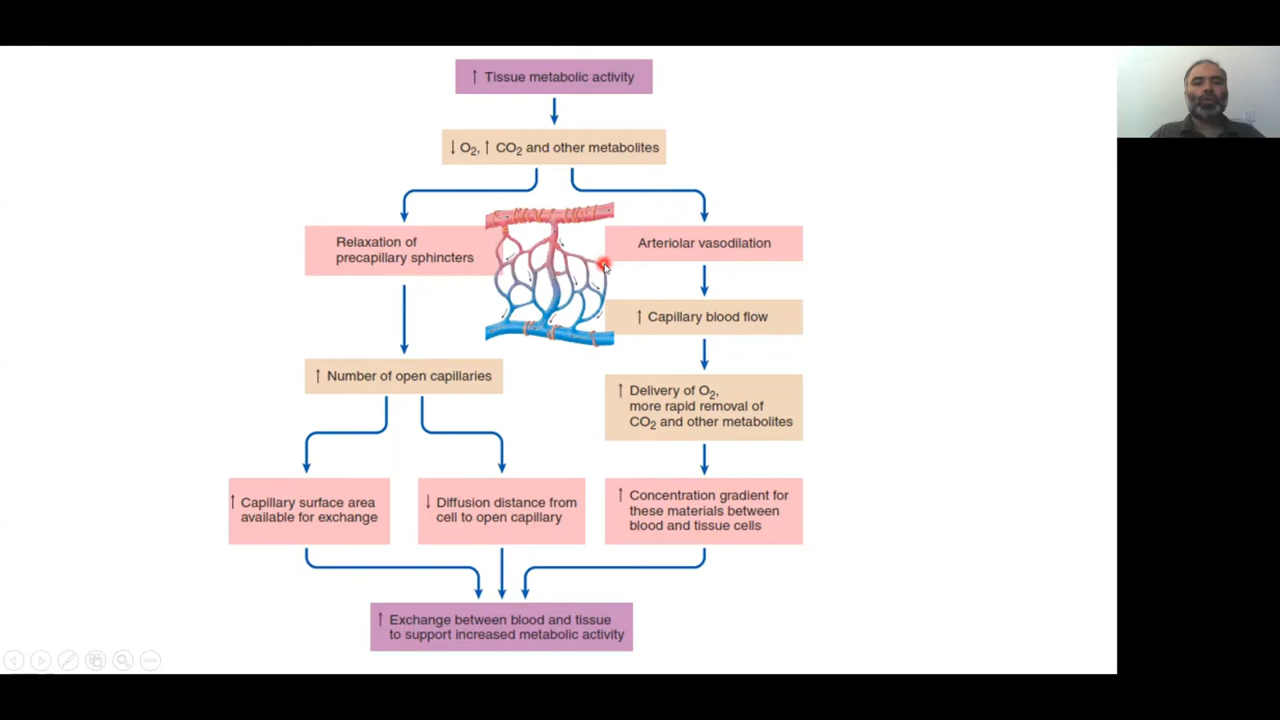 ↑ Tissue metabolic activity
↓ O₂, ↑ CO₂ and other metabolites
Relaxation of
precapillary sphincters
Arteriolar vasodilation
↑ Capillary blood flow
↑ Number of open capillaries
↑ Delivery of O₂,
more rapid removal of
CO₂ and other metabolites
↑ Capillary surface area
available for exchange
↓ Diffusion distance from
cell to open capillary
↑ Concentration gradient for
these materials between
blood and tissue cells
↑ Exchange between blood and tissue
to support increased metabolic activity